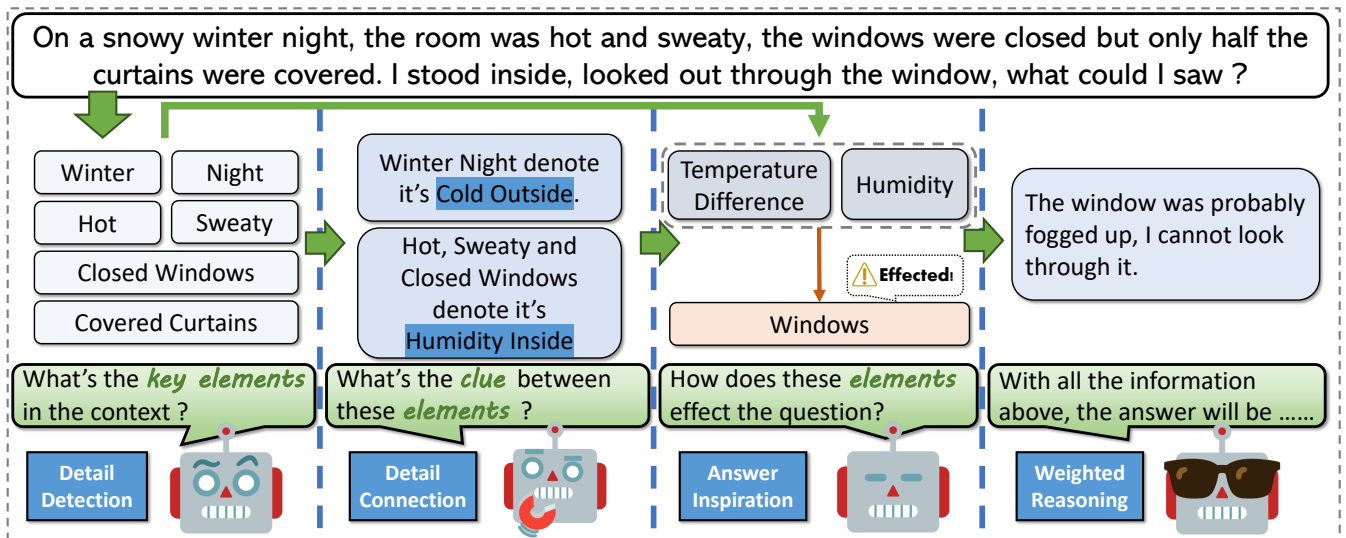 On a snowy winter night, the room was hot and sweaty, the windows were closed but only half the
curtains were covered. I stood inside, looked out through the window, what could I saw ?
Winter
Night
Hot
Sweaty
Closed Windows
Covered Curtains
What's the key elements
in the context ?
Detail
Detection
Winter Night denote
it's Cold Outside.
Hot, Sweaty and
Closed Windows
denote it's
Humidity Inside
What's the clue between
these elements ?
Detail
Connection
Temperature
Difference
Humidity
Effected!
Windows
How does these elements
effect the question?
Answer
Inspiration
The window was probably
fogged up, I cannot look
through it.
With all the information
above, the answer will be ......
Weighted
Reasoning